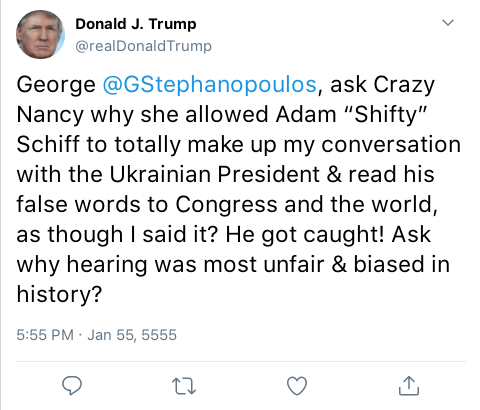 Donald J. Trump
@realDonaldTrump
George @GStephanopoulos, ask Crazy
Nancy why she allowed Adam “Shifty”
Schiff to totally make up my conversation
with the Ukrainian President & read his
false words to Congress and the world,
as though I said it? He got caught! Ask
why hearing was most unfair & biased in
history?
5:55 PM · Jan 55, 5555